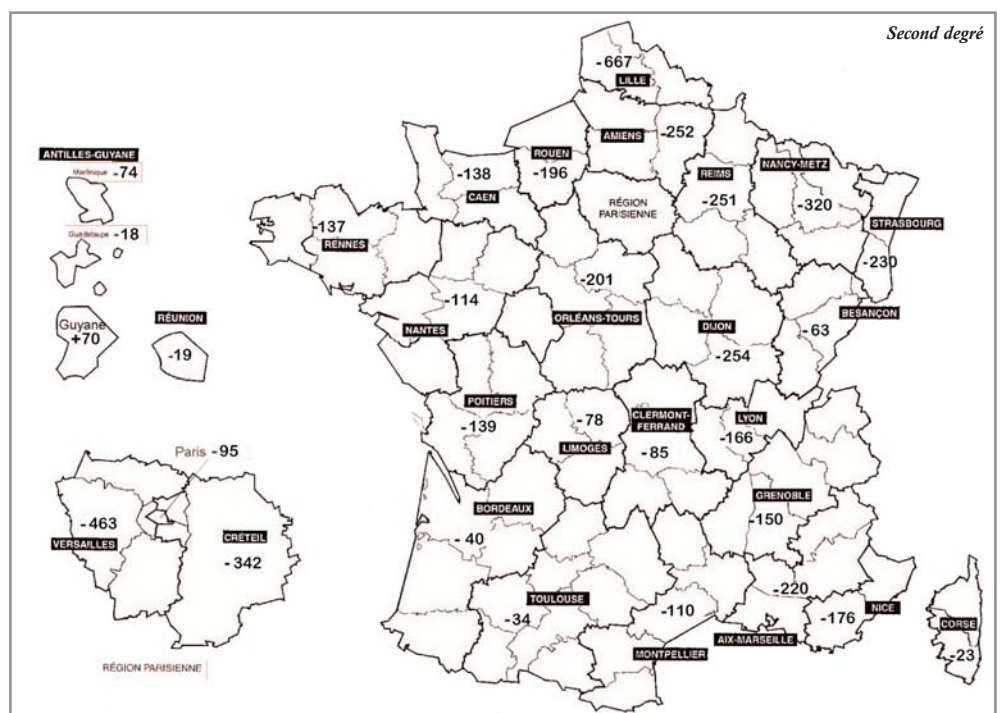 Second degré
-667
LILLE
AMIENS
-252
ROUEN
-196
-138
CAEN
REIMS
-251
NANCY-METZ
-320
STRASBOURG
-230
RÉGION
PARISIENNE
ANTILLES-GUYANE
Martinique -74
Guadeloupe -18
Guyane
+70
RÉUNION
-19
-137
RENNES
-114
NANTES
-201
ORLÉANS-TOURS
DIJON
-254
BESANÇON
-63
POITIERS
-139
-78
LIMOGES
CLERMONT-
FERRAND
-85
LYON
-166
GRENOBLE
-150
BORDEAUX
-40
TOULOUSE
-34
-110
MONTPELLIER
-220
AIX-MARSEILLE
-176
NICE
CORSE
-23
Paris -95
-463
VERSAILLES
CRÉTEIL
-342
RÉGION PARISIENNE